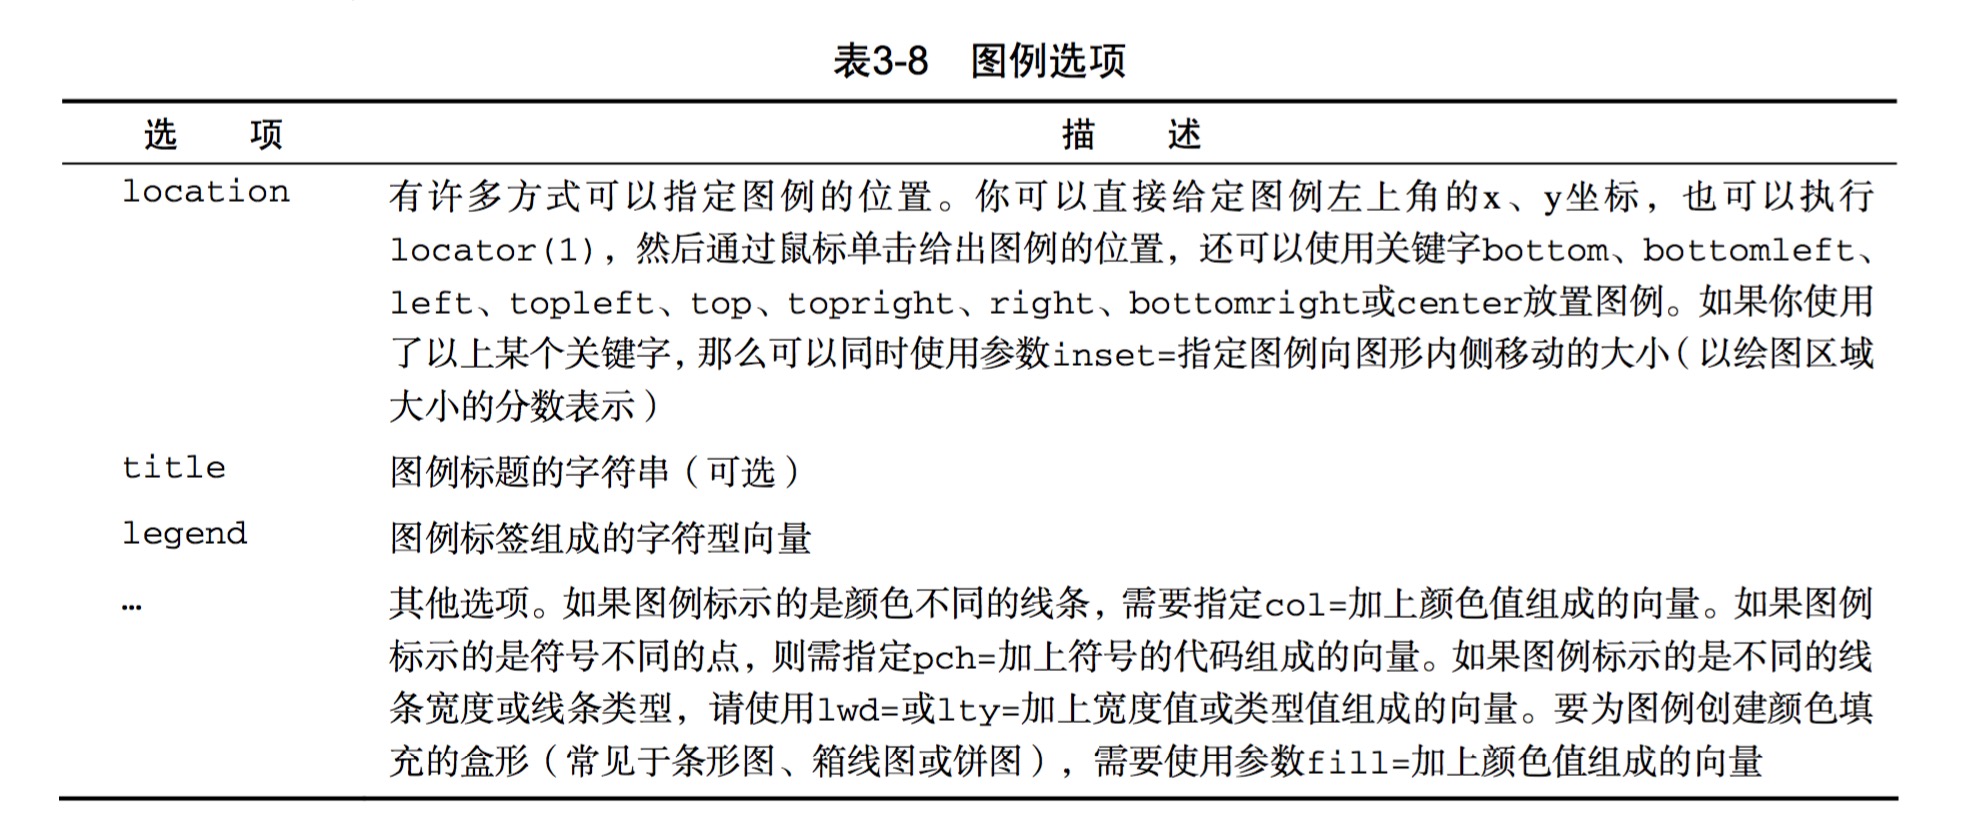 表3-8 图例选项
选 项 描 述
location 有许多方式可以指定图例的位置。你可以直接给定图例左上角的x、y坐标，也可以执行
locator(1)，然后通过鼠标单击给出图例的位置，还可以使用关键字bottom、bottomleft、
left、topleft、top、topright、right、bottomright或center放置图例。如果你使用
了以上某个关键字，那么可以同时使用参数inset=指定图例向图形内侧移动的大小（以绘图区域
大小的分数表示）
title 图例标题的字符串（可选）
legend 图例标签组成的字符型向量
… 其他选项。如果图例标示的是颜色不同的线条，需要指定col=加上颜色值组成的向量。如果图例
标示的是符号不同的点，则需指定pch=加上符号的代码组成的向量。如果图例标示的是不同的线
条宽度或线条类型，请使用lwd=或lty=加上宽度值或类型值组成的向量。要为图例创建颜色填
充的盒形（常见于条形图、箱线图或饼图），需要使用参数fill=加上颜色值组成的向量